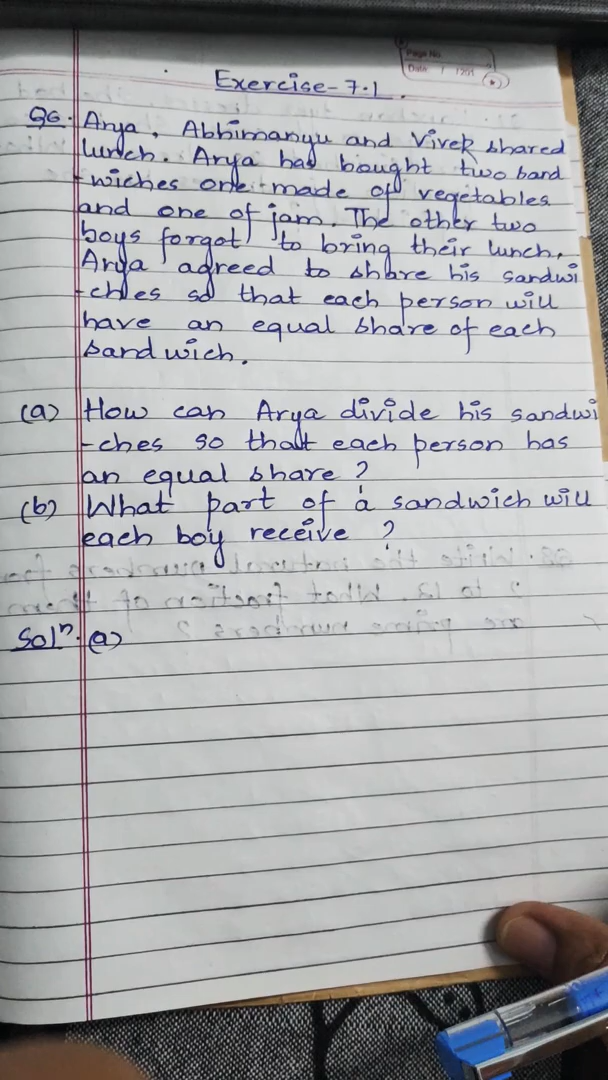 Page No.
Date / /201
Exercise-7.1.
Q6. Arya, Abhimanyu and Vivek shared
lunch. Arya had bought two sand
-wiches one made of vegetables
and one of jam. The other two
boys forgot to bring their lunch.
Arya agreed to share his sandwi
-ches so that each person will
have an equal share of each
sandwich.
(a) How can Arya divide his sandwi
-ches so that each person has
an equal share ?
(b) What part of a sandwich will
each boy receive ?
Solⁿ. (a)